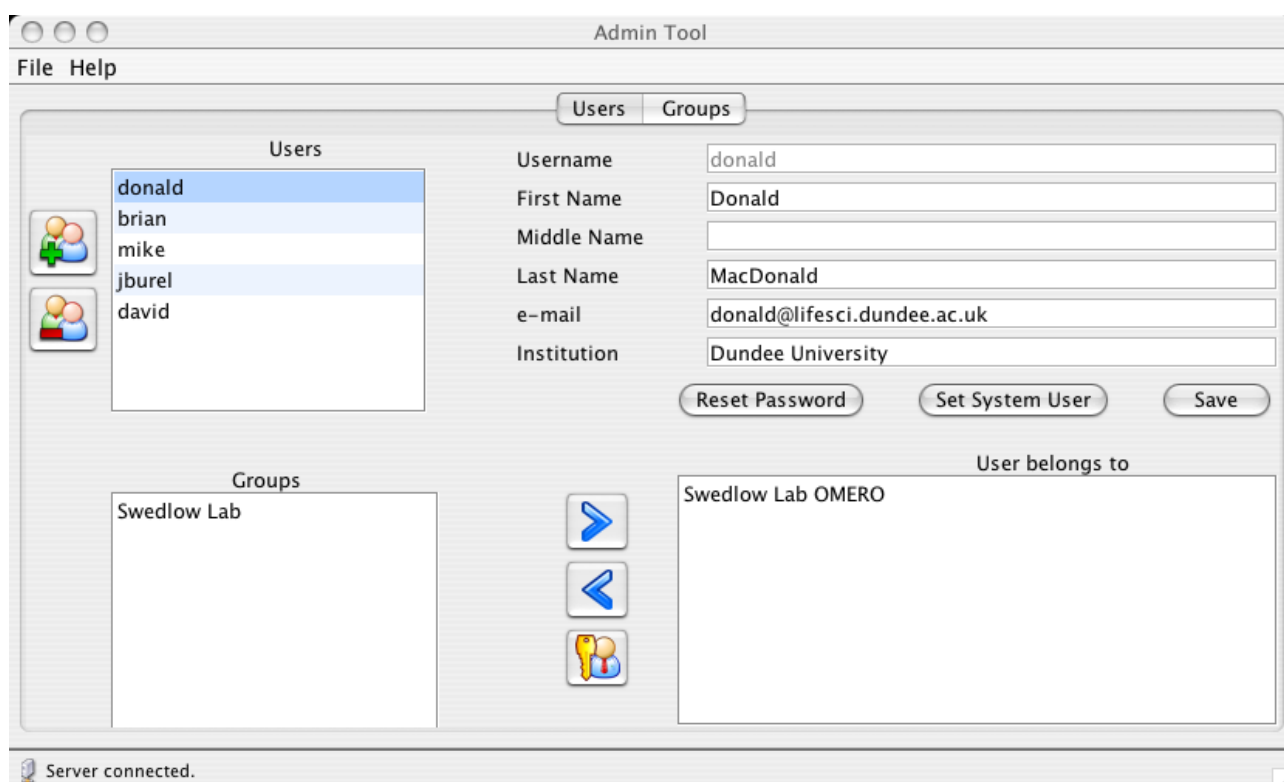 Admin Tool
File Help
Users Groups
Users
donald
brian
mike
jburel
david
Username donald
First Name Donald
Middle Name
Last Name MacDonald
e-mail donald@lifesci.dundee.ac.uk
Institution Dundee University
Reset Password Set System User Save
Groups
Swedlow Lab
User belongs to
Swedlow Lab OMERO
Server connected.